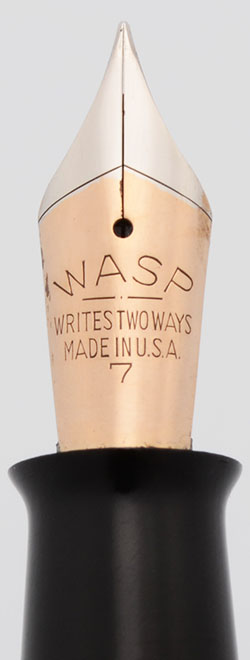 WASP
WRITES TWO WAYS
MADE IN U.S.A.
7